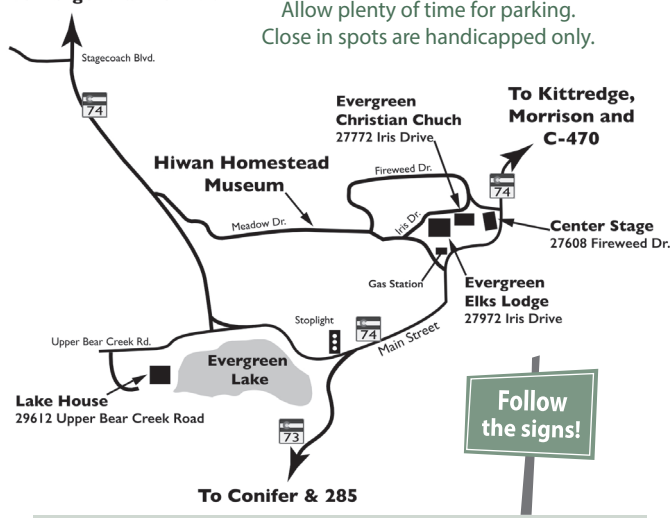 Allow plenty of time for parking.
Close in spots are handicapped only.
Stagecoach Blvd.
74
To Kittredge,
Morrison and
C-470
Evergreen
Christian Chuch
27772 Iris Drive
74
Hiwan Homestead
Museum
Fireweed Dr.
Meadow Dr.
Iris Dr.
Center Stage
27608 Fireweed Dr.
Gas Station
Evergreen
Elks Lodge
27972 Iris Drive
Stoplight
74
Main Street
Upper Bear Creek Rd.
Evergreen
Lake
Lake House
29612 Upper Bear Creek Road
73
To Conifer & 285
Follow
the signs!